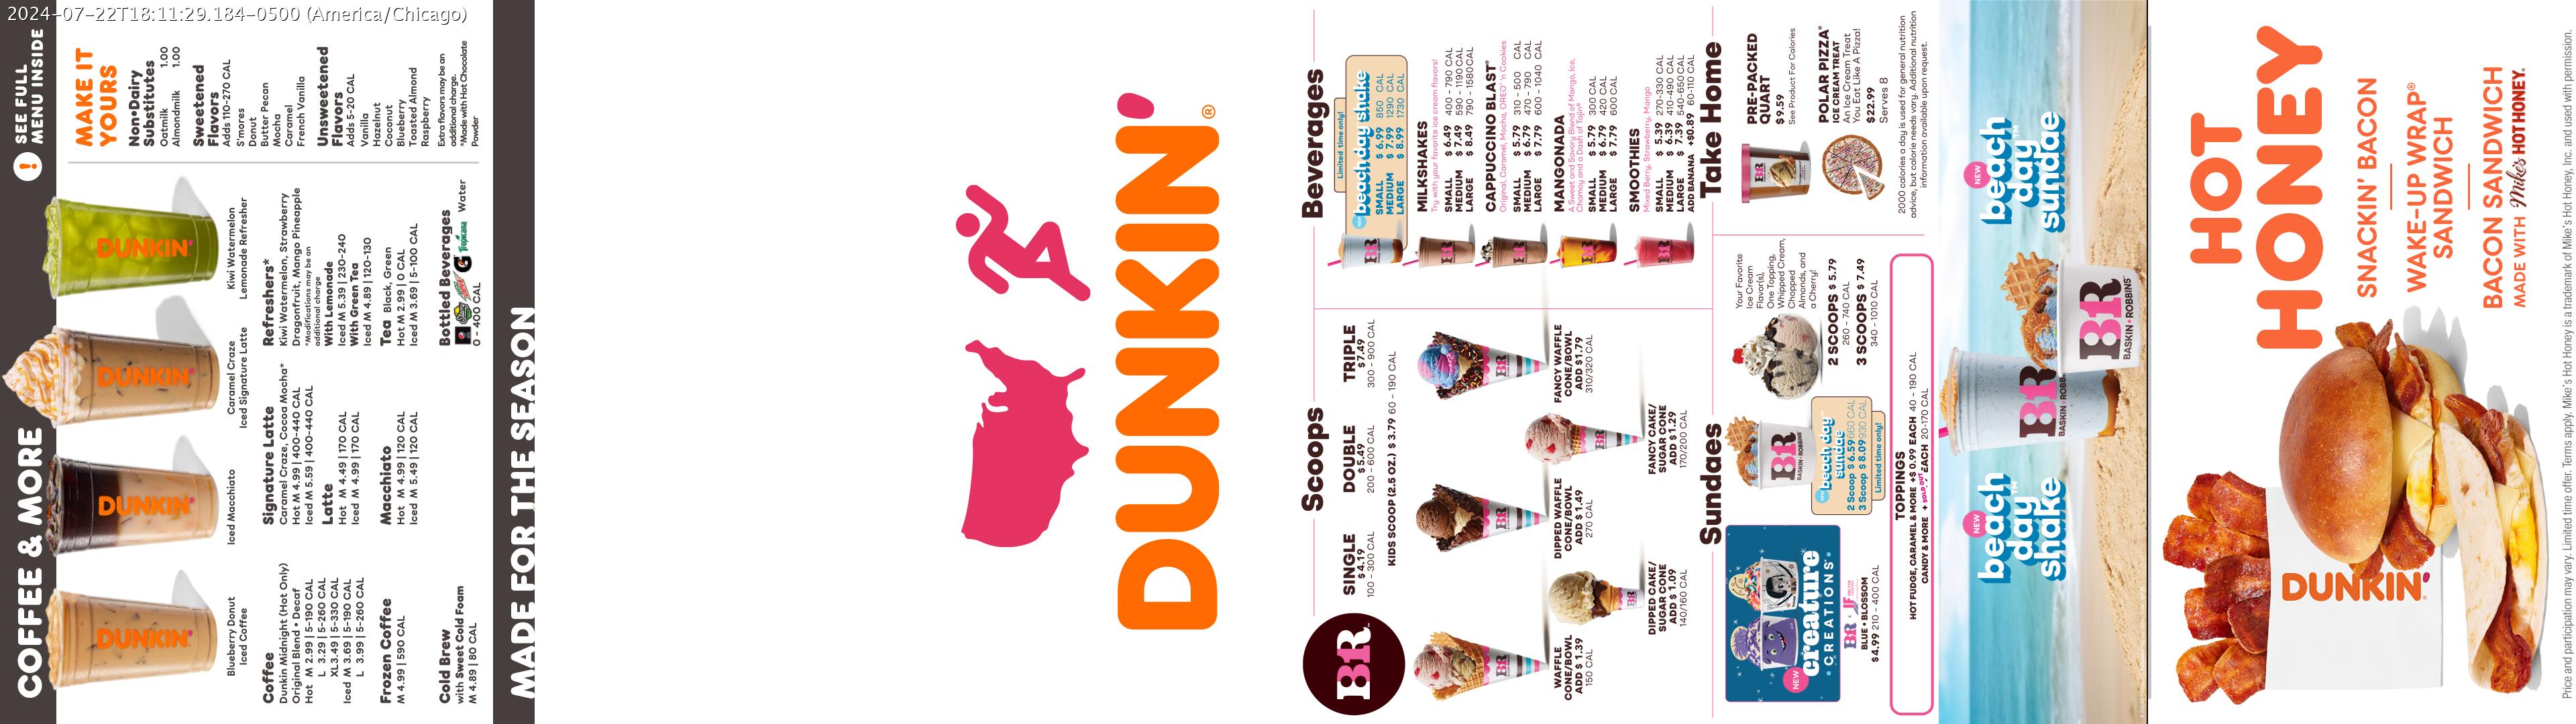 2024-07-22T18:11:29.184-0500 (America/Chicago)
COFFEE & MORE
! SEE FULL
MENU INSIDE
DUNKIN'
DUNKIN'
DUNKIN'
DUNKIN'
Blueberry Donut
Iced Coffee
Iced Macchiato
Caramel Craze
Iced Signature Latte
Kiwi Watermelon
Lemonade Refresher
Coffee
Dunkin Midnight (Hot Only)
Original Blend • Decaf
Hot M 2.99 | 5-190 CAL
L 3.29 | 5-260 CAL
XL 3.49 | 5-330 CAL
Iced M 3.69 | 5-190 CAL
L 3.99 | 5-260 CAL
Frozen Coffee
M 4.99 | 590 CAL
Cold Brew
with Sweet Cold Foam
M 4.89 | 80 CAL
Signature Latte
Caramel Craze, Cocoa Mocha*
Hot M 4.99 | 400-440 CAL
Iced M 5.59 | 400-440 CAL
Latte
Hot M 4.49 | 170 CAL
Iced M 4.99 | 170 CAL
Macchiato
Hot M 4.99 | 120 CAL
Iced M 5.49 | 120 CAL
Refreshers*
Kiwi Watermelon, Strawberry
Dragonfruit, Mango Pineapple
*Modifications may be an
additional charge
With Lemonade
Iced M 5.39 | 230-240
With Green Tea
Iced M 4.89 | 120-130
Tea Black, Green
Hot M 2.99 | 0 CAL
Iced M 3.69 | 5-100 CAL
Bottled Beverages
G Tropicana Water
0 - 400 CAL
MAKE IT
YOURS
Non•Dairy
Substitutes
Oatmilk 1.00
Almondmilk 1.00
Sweetened
Flavors
Adds 110-270 CAL
S'mores
Donut
Butter Pecan
Mocha
Caramel
French Vanilla
Unsweetened
Flavors
Adds 5-20 CAL
Vanilla
Hazelnut
Coconut
Blueberry
Toasted Almond
Raspberry
Extra flavors may be an
additional charge.
*Made with Hot Chocolate
Powder
MADE FOR THE SEASON
DUNKIN'®
BR
Scoops
SINGLE
$4.19
100 - 300 CAL
DOUBLE
$5.49
200 - 600 CAL
TRIPLE
$7.49
300 - 900 CAL
KIDS SCOOP (2.5 OZ.) $ 3.79 60 - 190 CAL
WAFFLE
CONE/BOWL
ADD $ 1.39
150 CAL
DIPPED CAKE/
SUGAR CONE
ADD $ 1.09
140/160 CAL
DIPPED WAFFLE
CONE/BOWL
ADD $ 1.49
270 CAL
FANCY CAKE/
SUGAR CONE
ADD $ 1.29
170/200 CAL
FANCY WAFFLE
CONE/BOWL
ADD $1.79
310/320 CAL
Beverages
Limited time only!
beach day shake
SMALL $ 6.99 850 CAL
MEDIUM $ 7.99 1290 CAL
LARGE $ 8.99 1730 CAL
MILKSHAKES
Try with your favorite ice cream flavors!
SMALL $ 6.49 400 - 790 CAL
MEDIUM $ 7.49 590 - 1190 CAL
LARGE $ 8.49 790 - 1580 CAL
CAPPUCCINO BLAST®
Original, Caramel, Mocha, OREO® 'n Cookies
SMALL $ 5.79 310 - 500 CAL
MEDIUM $ 6.79 470 - 790 CAL
LARGE $ 7.79 600 - 1040 CAL
MANGONADA
A Sweet and Savory Blend of Mango, Ice,
Chamoy and a Dash of Tajín®
SMALL $ 5.79 300 CAL
MEDIUM $ 6.79 420 CAL
LARGE $ 7.79 600 CAL
SMOOTHIES
Mixed Berry, Strawberry, Mango
SMALL $ 5.39 270-330 CAL
MEDIUM $ 6.39 410-490 CAL
LARGE $ 7.39 540-650 CAL
ADD BANANA +$0.89 60-110 CAL
Sundaes
NEW
creature
CREATIONS®
BR JF
BLUE • BLOSSOM
$4.99 210 - 400 CAL
BR
BASKIN • ROBBINS
beach day
sundae
2 Scoop $ 6.59 660 CAL
3 Scoop $ 8.09 930 CAL
Limited time only!
Your Favorite
Ice Cream
Flavor(s),
One Topping,
Whipped Cream,
Chopped
Almonds, and
a Cherry!
2 SCOOPS $ 5.79
260 - 740 CAL
3 SCOOPS $ 7.49
340 - 1010 CAL
TOPPINGS
HOT FUDGE, CARAMEL & MORE +$ 0.99 EACH 40 - 190 CAL
CANDY & MORE + SOLD OUT EACH 20-170 CAL
Take Home
PRE-PACKED
QUART
$9.59
See Product For Calories
POLAR PIZZA®
ICE CREAM TREAT
An Ice Cream Treat
You Eat Like A Pizza!
$22.99
Serves 8
2000 calories a day is used for general nutrition
advice, but calorie needs vary. Additional nutrition
information available upon request.
NEW
beach
day™
shake
BR
BASKIN • ROBB
BR
BASKIN • ROBBINS
NEW
beach
day™
sundae
DUNKIN'
HOT
HONEY
SNACKIN' BACON
WAKE-UP WRAP®
SANDWICH
BACON SANDWICH
MADE WITH Mike's HOT HONEY.
Price and participation may vary. Limited time offer. Terms apply. Mike's Hot Honey is a trademark of Mike's Hot Honey, Inc. and used with permission.